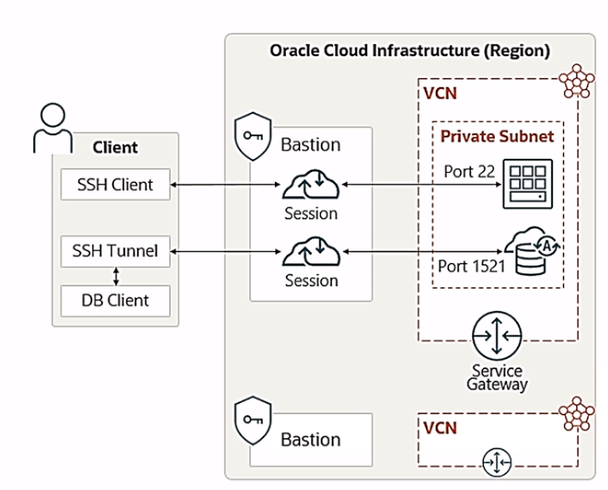 Oracle Cloud Infrastructure (Region)
VCN
Client
Bastion
Private Subnet
SSH Client
Session
Port 22
SSH Tunnel
Session
Port 1521
A
DB Client
Service
Gateway
Bastion
VCN